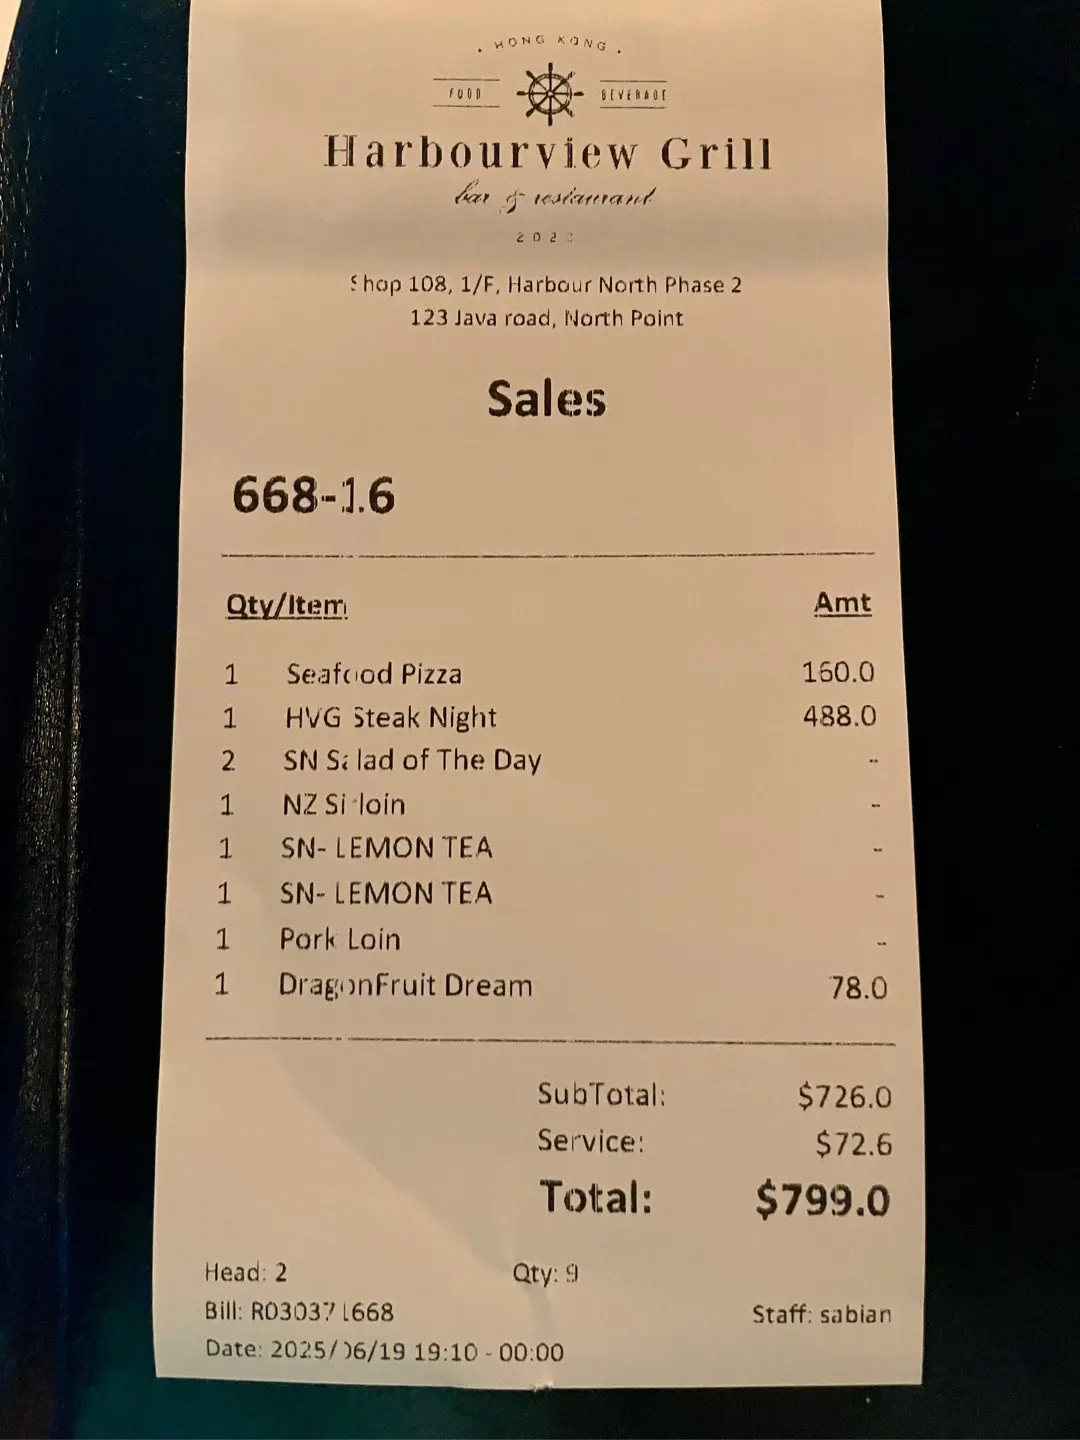 HONG KONG
FOOD BEVERAGE
Harbourview Grill
bar & restaurant
Shop 108, 1/F, Harbour North Phase 2
123 Java road, North Point
Sales
668-16
Qty/Item Amt
1 Seafood Pizza 160.0
1 HVG Steak Night 488.0
2 SN Salad of The Day -
1 NZ Sirloin -
1 SN- LEMON TEA -
1 SN- LEMON TEA -
1 Pork Loin -
1 DragonFruit Dream 78.0
SubTotal: $726.0
Service: $72.6
Total: $799.0
Head: 2 Qty: 9
Bill: R030371668 Staff: sabian
Date: 2025/06/19 19:10 - 00:00